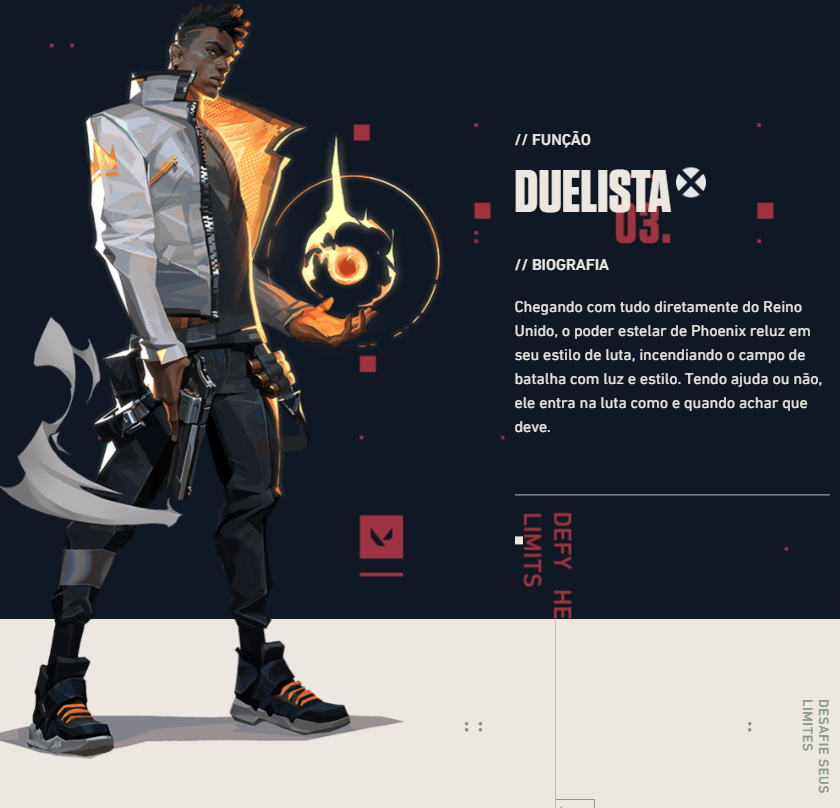 // FUNÇÃO
DUELISTA
03.
// BIOGRAFIA
Chegando com tudo diretamente do Reino
Unido, o poder estelar de Phoenix reluz em
seu estilo de luta, incendiando o campo de
batalha com luz e estilo. Tendo ajuda ou não,
ele entra na luta como e quando achar que
deve.
DEFY HE
LIMITS
DESAFIE SEUS
LIMITES